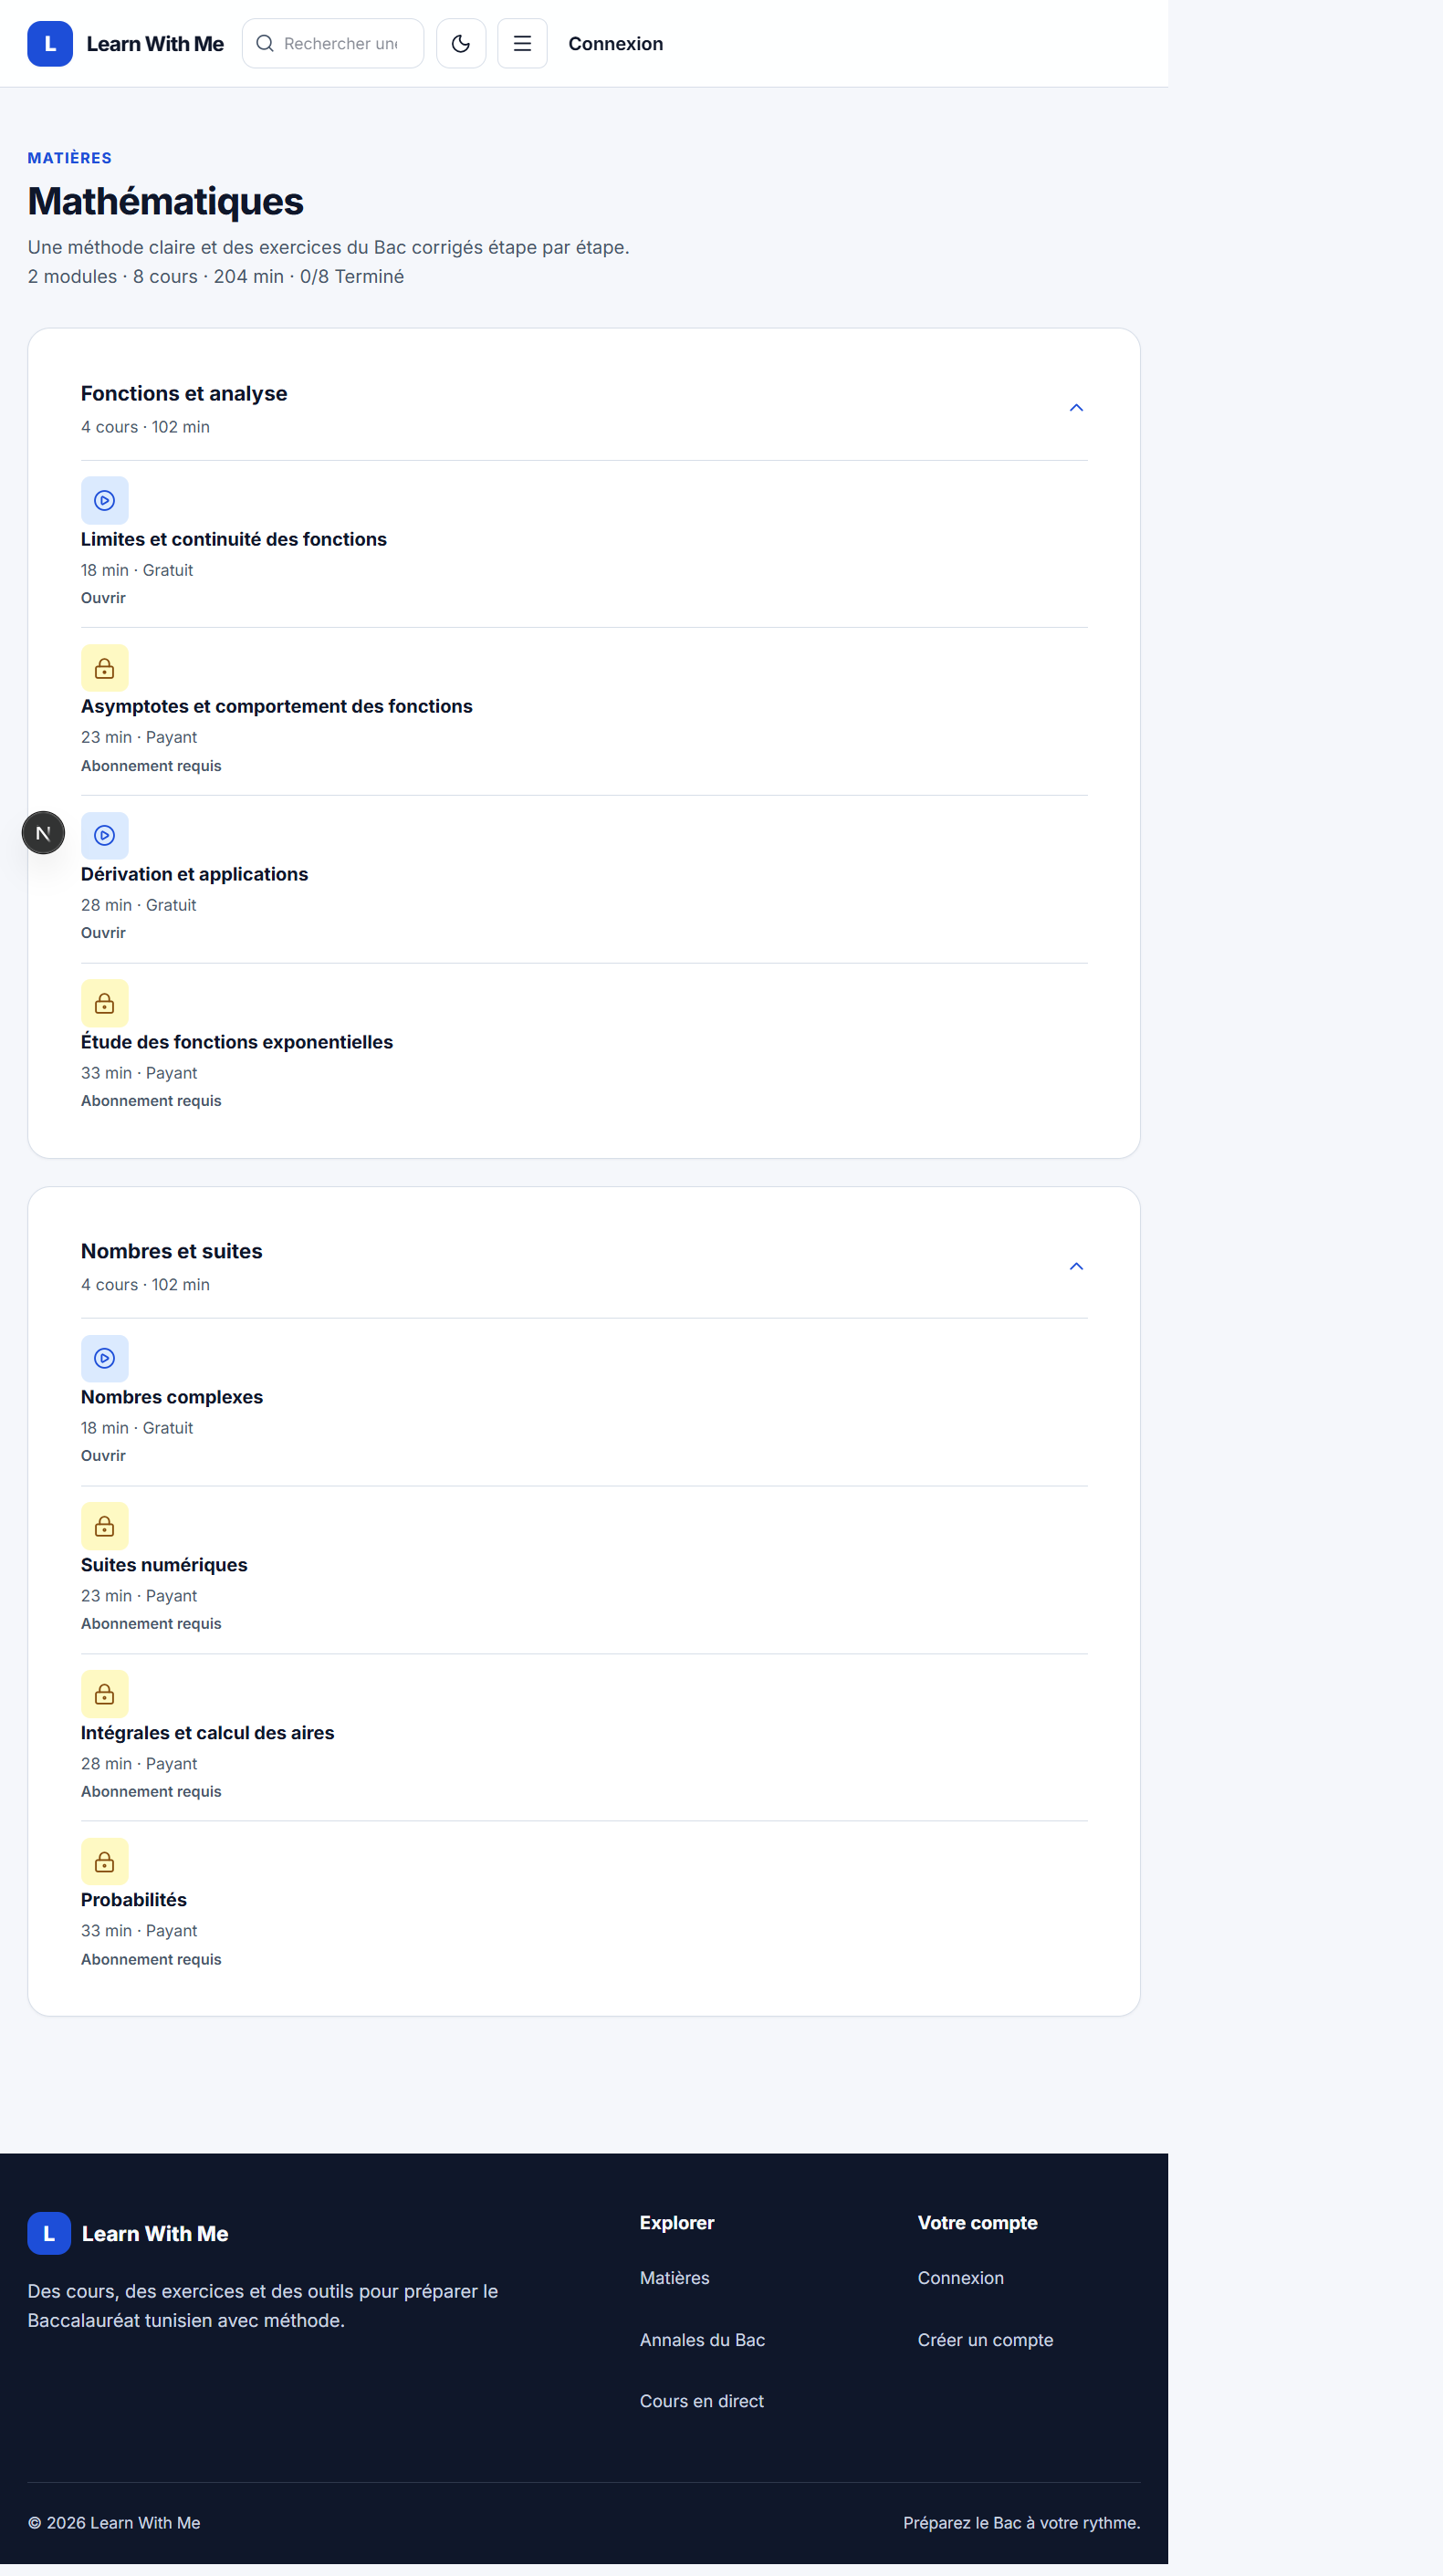 L Learn With Me Rechercher une Connexion
MATIÈRES
Mathématiques
Une méthode claire et des exercices du Bac corrigés étape par étape.
2 modules · 8 cours · 204 min · 0/8 Terminé
Fonctions et analyse
4 cours · 102 min
Limites et continuité des fonctions
18 min · Gratuit
Ouvrir
Asymptotes et comportement des fonctions
23 min · Payant
Abonnement requis
N
Dérivation et applications
28 min · Gratuit
Ouvrir
Étude des fonctions exponentielles
33 min · Payant
Abonnement requis
Nombres et suites
4 cours · 102 min
Nombres complexes
18 min · Gratuit
Ouvrir
Suites numériques
23 min · Payant
Abonnement requis
Intégrales et calcul des aires
28 min · Payant
Abonnement requis
Probabilités
33 min · Payant
Abonnement requis
L Learn With Me
Des cours, des exercices et des outils pour préparer le
Baccalauréat tunisien avec méthode.
Explorer
Matières
Annales du Bac
Cours en direct
Votre compte
Connexion
Créer un compte
© 2026 Learn With Me
Préparez le Bac à votre rythme.